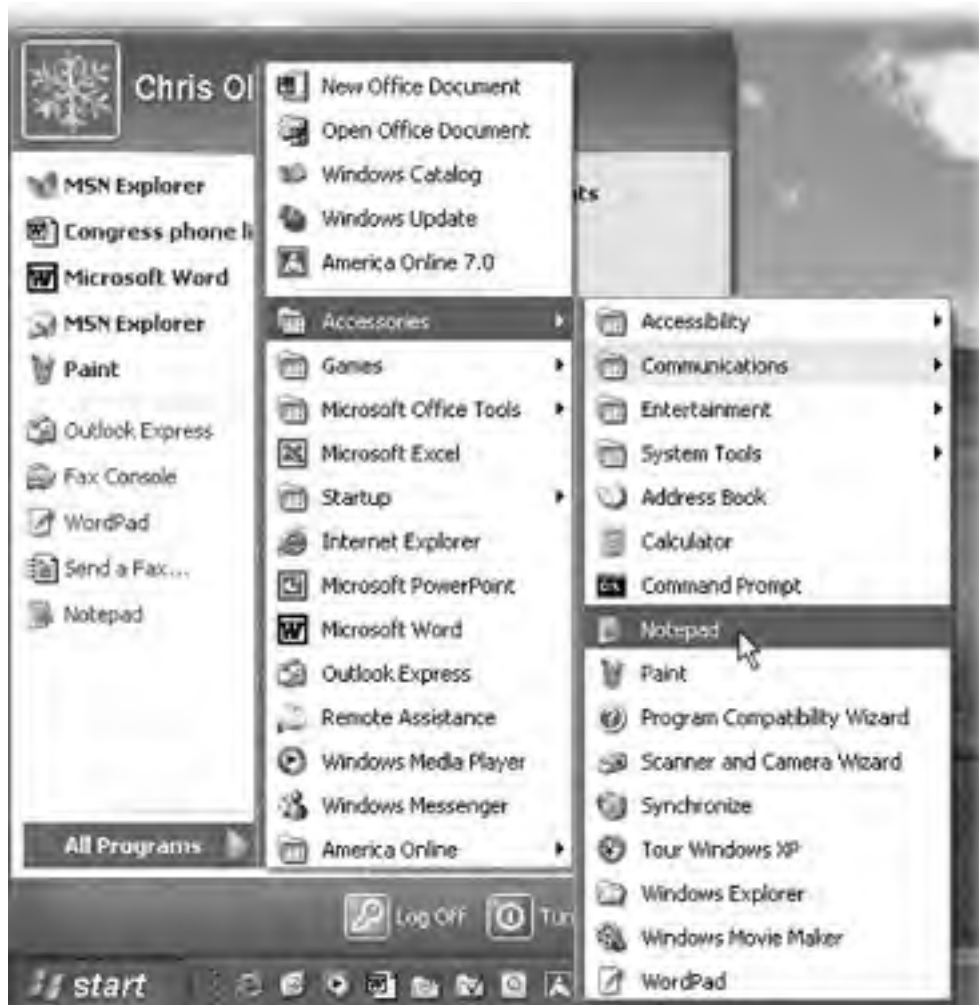 Chris Ol
MSN Explorer
Congress phone li
Microsoft Word
MSN Explorer
Paint
Outlook Express
Fax Console
WordPad
Send a Fax...
Notepad
All Programs
New Office Document
Open Office Document
Windows Catalog
Windows Update
America Online 7.0
Accessories
Games
Microsoft Office Tools
Microsoft Excel
Startup
Internet Explorer
Microsoft PowerPoint
Microsoft Word
Outlook Express
Remote Assistance
Windows Media Player
Windows Messenger
America Online
ts
Accessibility
Communications
Entertainment
System Tools
Address Book
Calculator
Command Prompt
Notepad
Paint
Program Compatibility Wizard
Scanner and Camera Wizard
Synchronize
Tour Windows XP
Windows Explorer
Windows Movie Maker
WordPad
Log Off
Tur
start